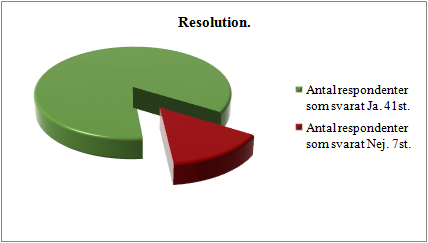 Resolution.
Antal respondenter
som svarat Ja. 41st.
Antal respondenter
som svarat Nej. 7st.